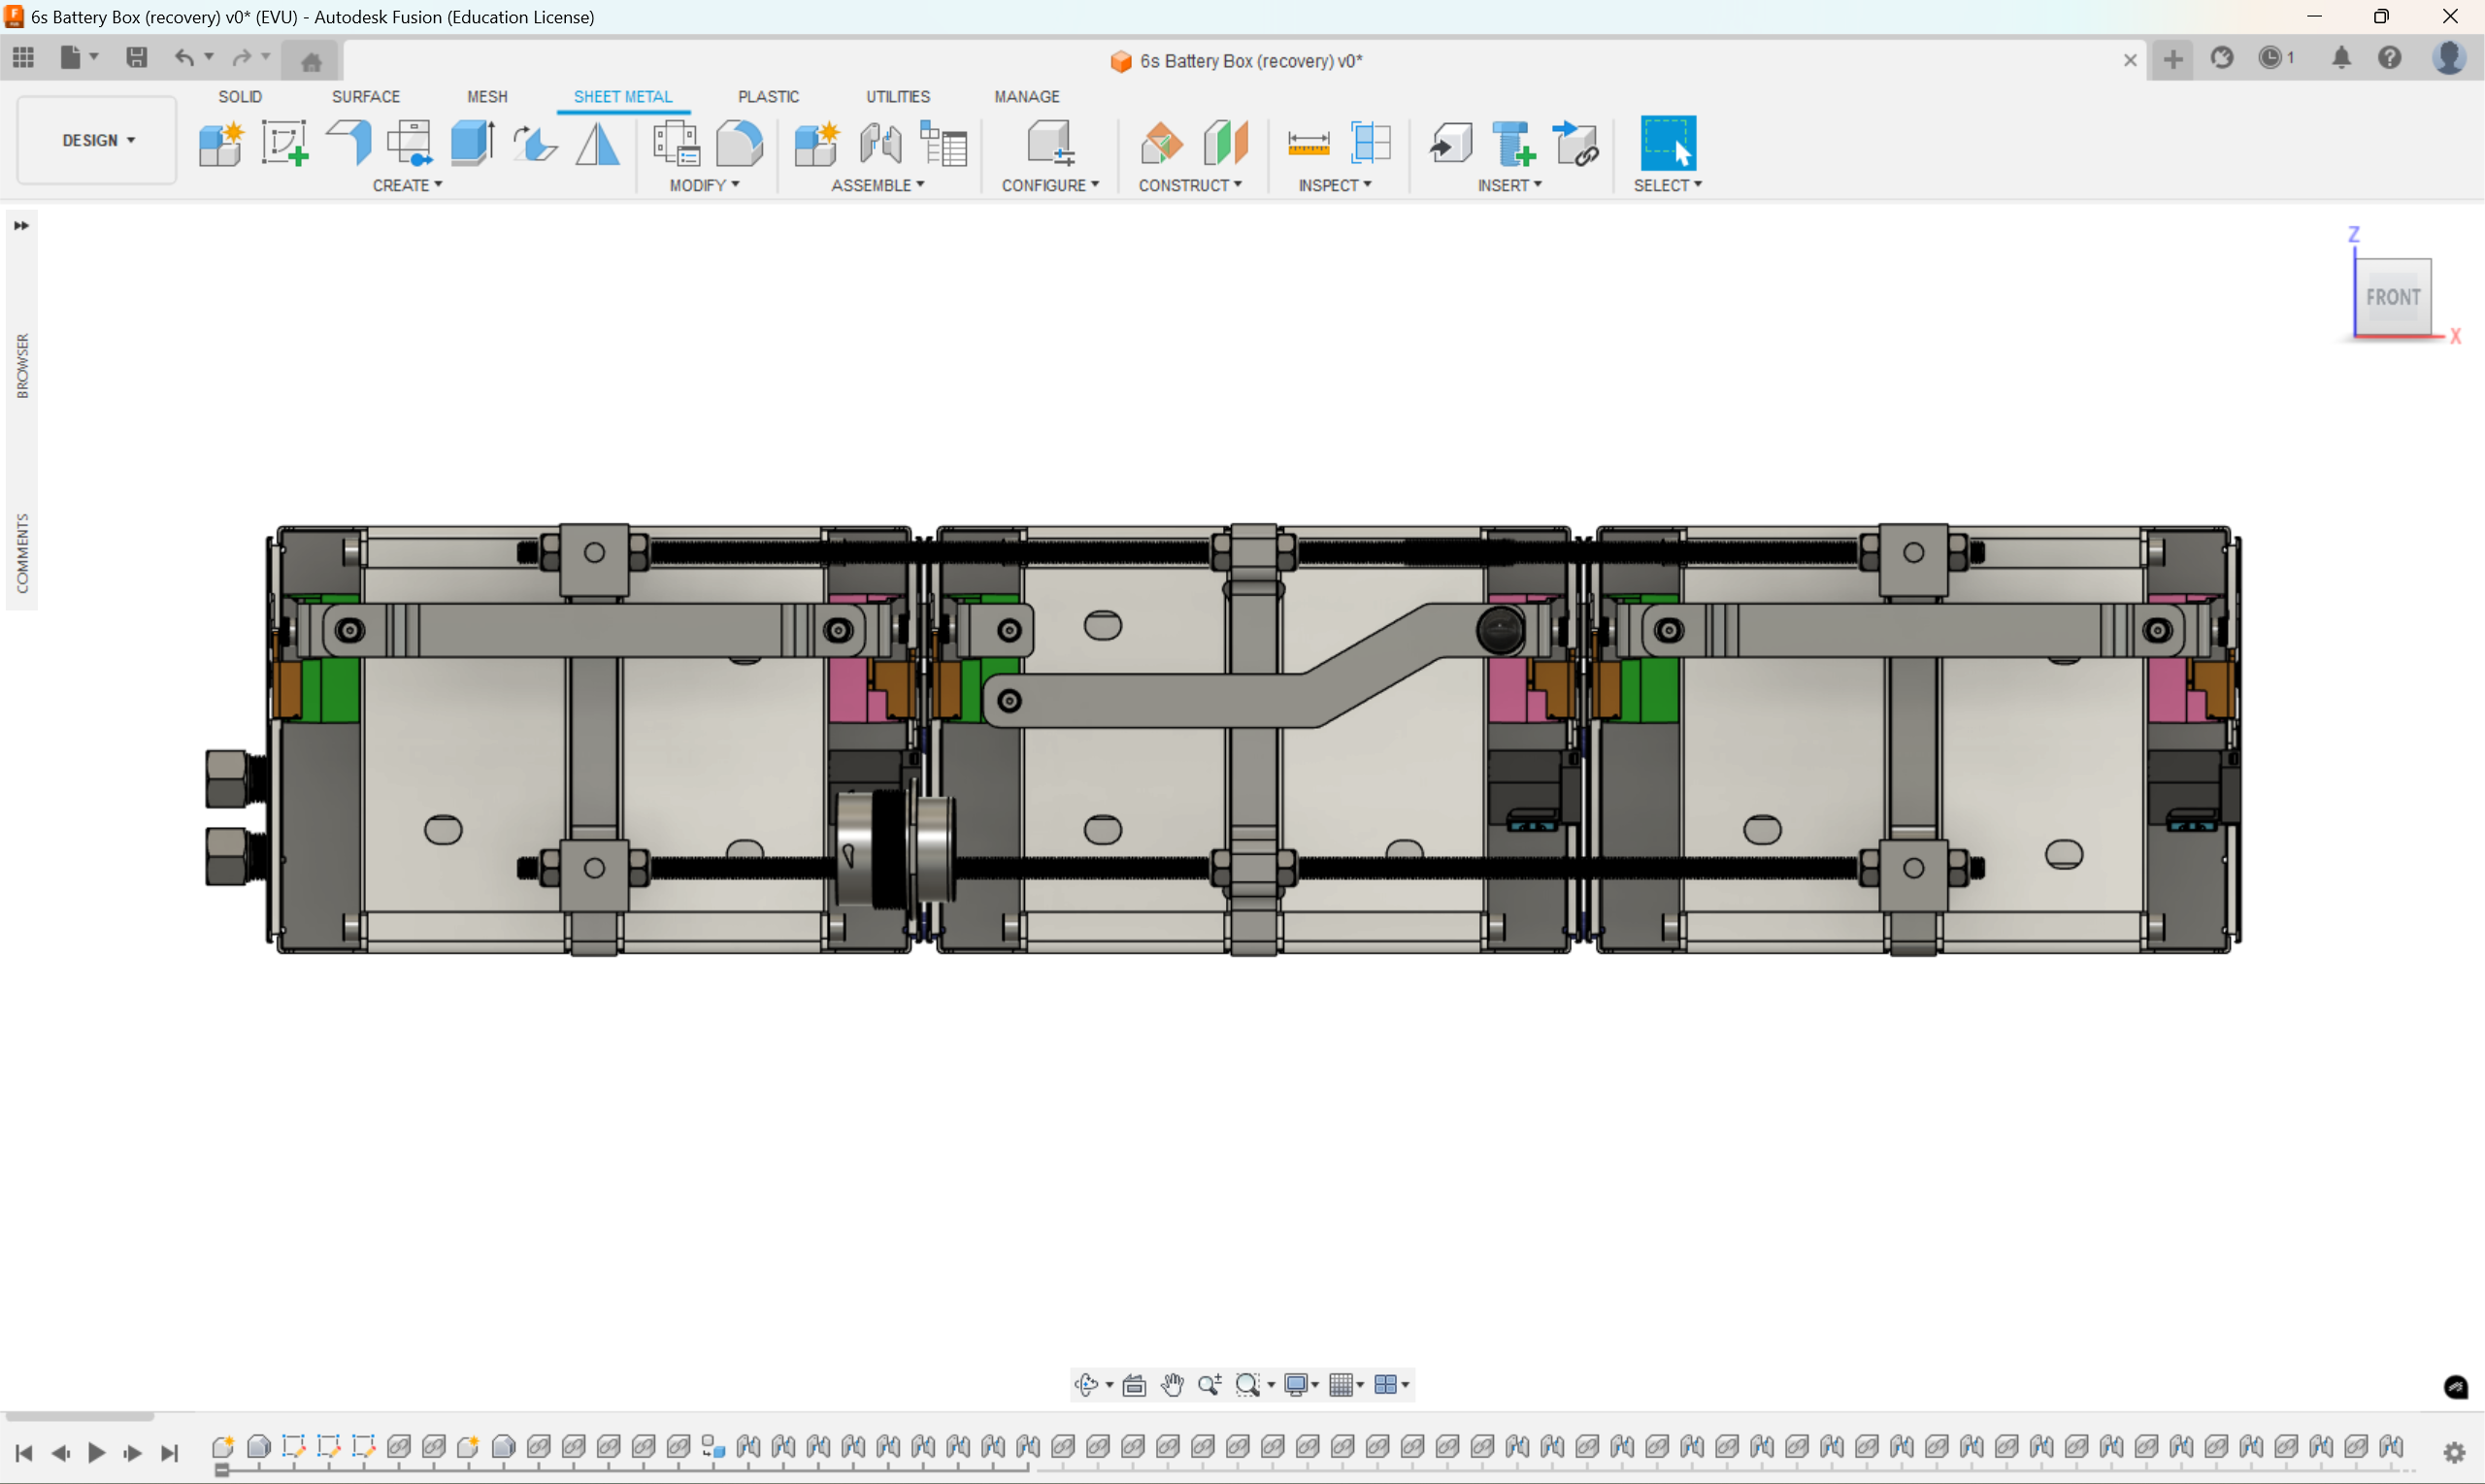 6s Battery Box (recovery) v0* (EVU) - Autodesk Fusion (Education License)
6s Battery Box (recovery) v0*
1
SOLID SURFACE MESH SHEET METAL PLASTIC UTILITIES MANAGE
DESIGN
CREATE MODIFY ASSEMBLE CONFIGURE CONSTRUCT INSPECT INSERT SELECT
BROWSER
COMMENTS
Z
FRONT
X